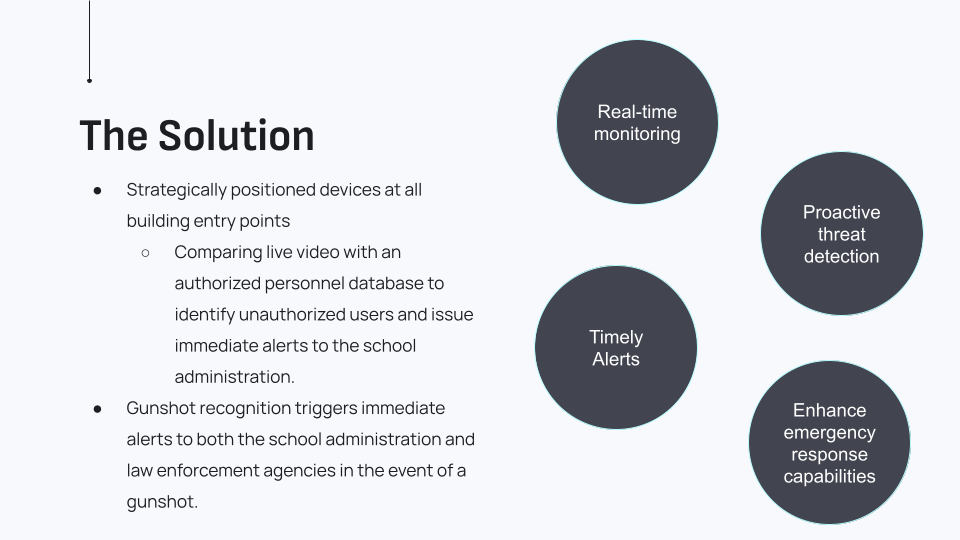 The Solution
● Strategically positioned devices at all
building entry points
○ Comparing live video with an
authorized personnel database to
identify unauthorized users and issue
immediate alerts to the school
administration.
● Gunshot recognition triggers immediate
alerts to both the school administration and
law enforcement agencies in the event of a
gunshot.
Real-time
monitoring
Proactive
threat
detection
Timely
Alerts
Enhance
emergency
response
capabilities